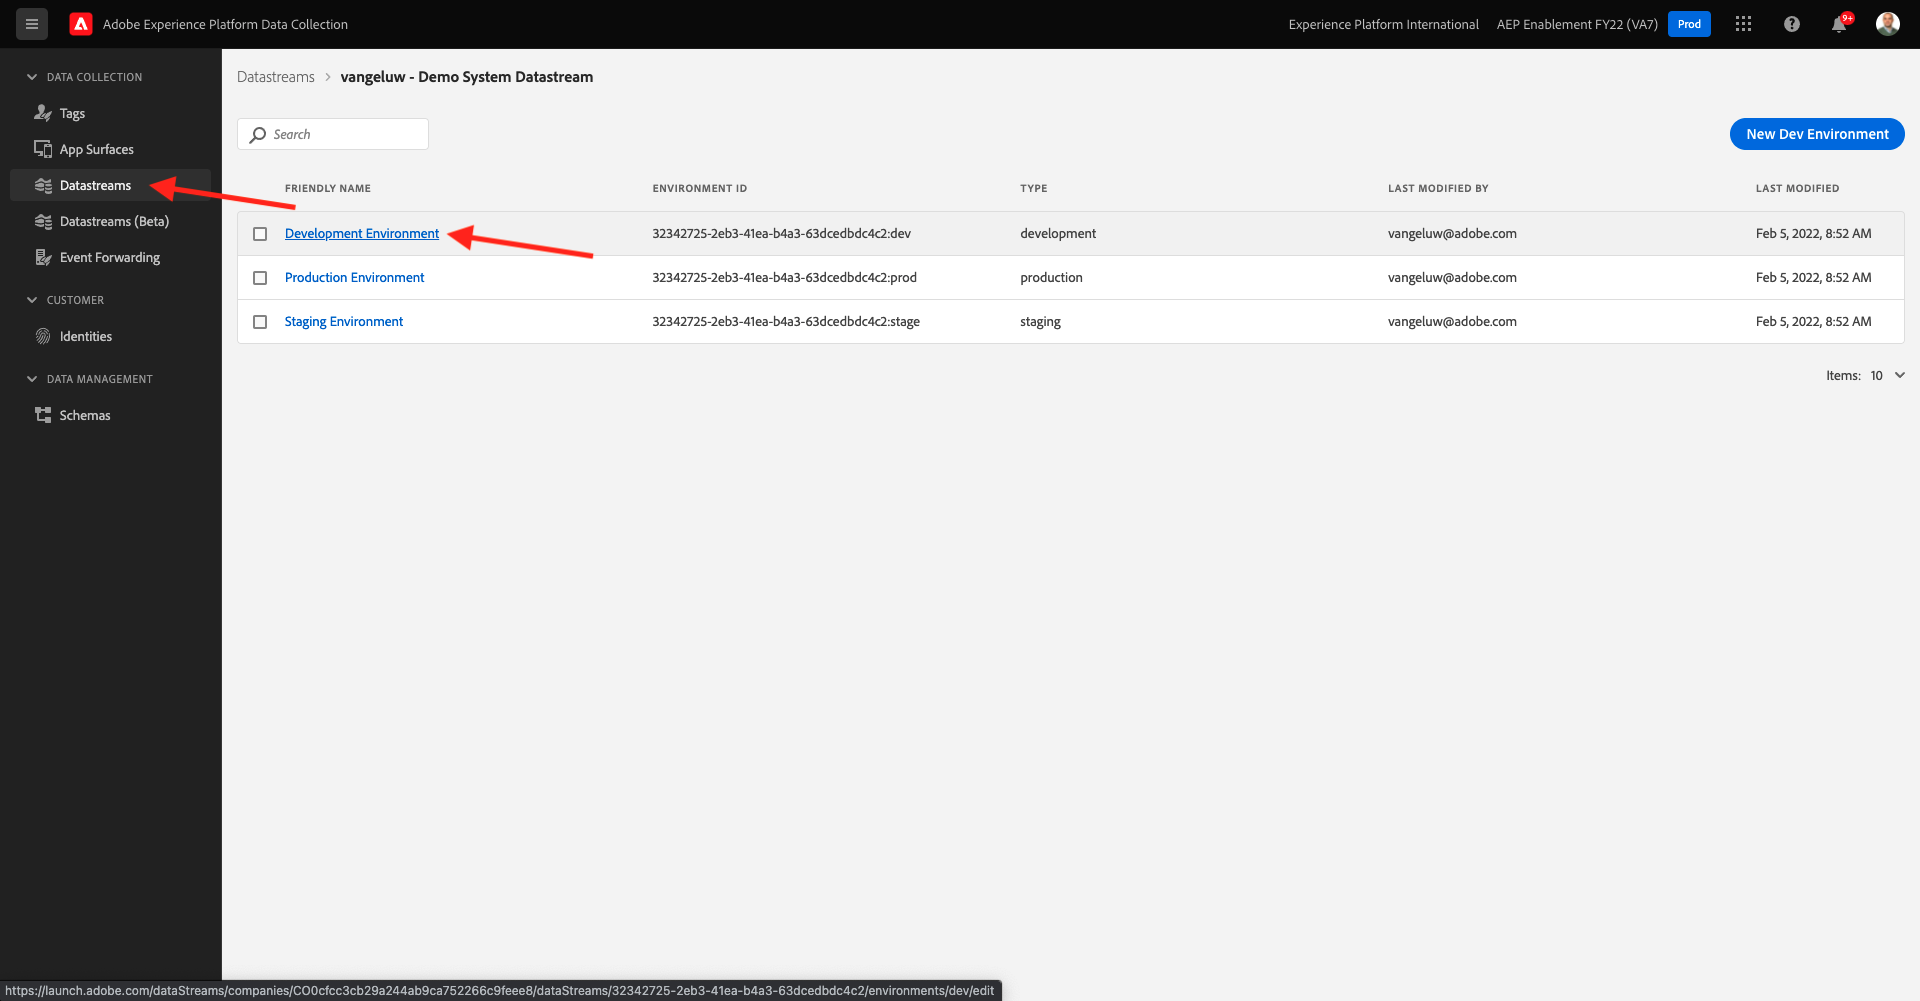 Adobe Experience Platform Data Collection
Experience Platform International
AEP Enablement FY22 (VA7)
Prod
9+
DATA COLLECTION
Tags
App Surfaces
Datastreams
Datastreams (Beta)
Event Forwarding
CUSTOMER
Identities
DATA MANAGEMENT
Schemas
Datastreams > vangeluw - Demo System Datastream
Search
New Dev Environment
FRIENDLY NAME ENVIRONMENT ID TYPE LAST MODIFIED BY LAST MODIFIED
Development Environment 32342725-2eb3-41ea-b4a3-63dcedbdc4c2:dev development vangeluw@adobe.com Feb 5, 2022, 8:52 AM
Production Environment 32342725-2eb3-41ea-b4a3-63dcedbdc4c2:prod production vangeluw@adobe.com Feb 5, 2022, 8:52 AM
Staging Environment 32342725-2eb3-41ea-b4a3-63dcedbdc4c2:stage staging vangeluw@adobe.com Feb 5, 2022, 8:52 AM
Items: 10
https://launch.adobe.com/dataStreams/companies/CO0cfcc3cb29a244ab9ca752266c9feee8/dataStreams/32342725-2eb3-41ea-b4a3-63dcedbdc4c2/environments/dev/edit